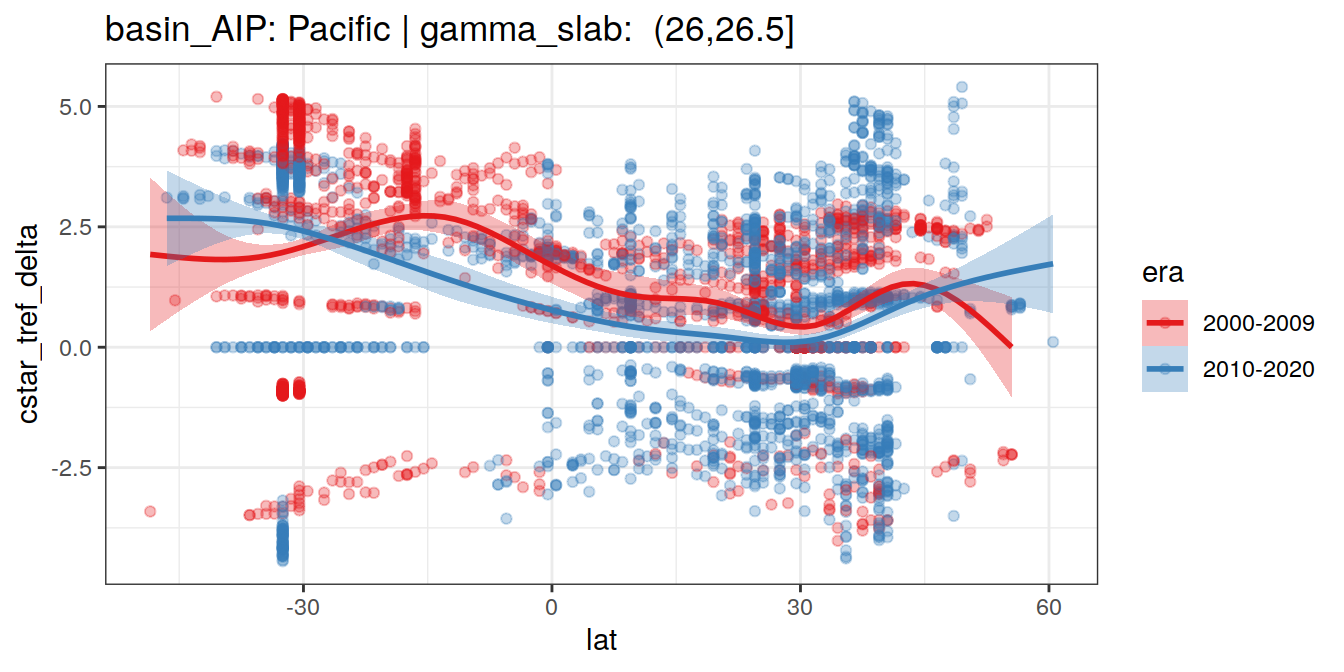 basin_AIP: Pacific | gamma_slab:  (26,26.5]
cstar_tref_delta
5.0
2.5
0.0
-2.5
-30
0
30
60
lat
era
2000-2009
2010-2020